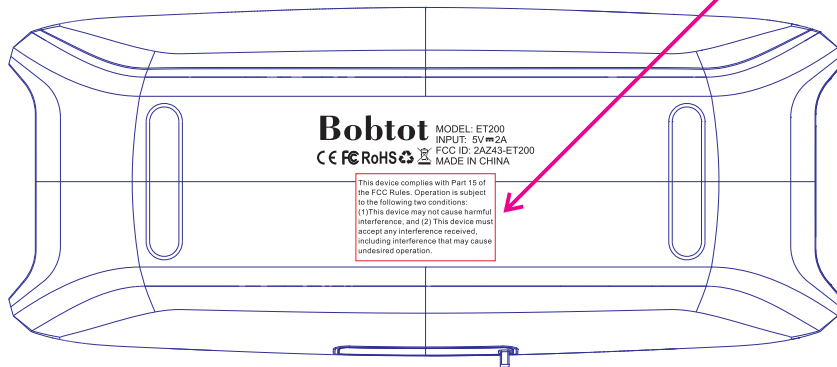 Bobtot
MODEL: ET200
INPUT: 5V⎓2A
FCC ID: 2AZ43-ET200
CE FC RoHS MADE IN CHINA
This device complies with Part 15 of
the FCC Rules. Operation is subject
to the following two conditions:
(1)This device may not cause harmful
interference, and (2) This device must
accept any interference received,
including interference that may cause
undesired operation.